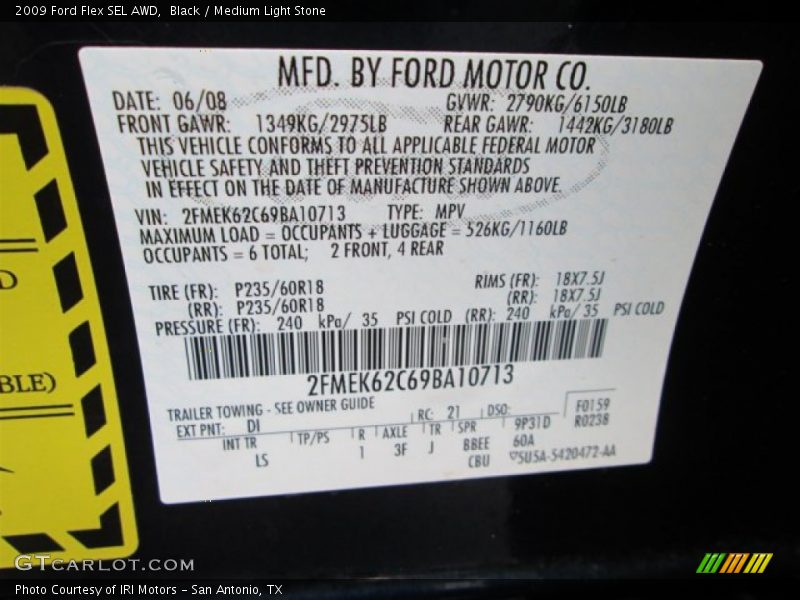 2009 Ford Flex SEL AWD,  Black / Medium Light Stone
MFD. BY FORD MOTOR CO.
DATE: 06/08 GVWR: 2790KG/6150LB
FRONT GAWR: 1349KG/2975LB REAR GAWR: 1442KG/3180LB
THIS VEHICLE CONFORMS TO ALL APPLICABLE FEDERAL MOTOR
VEHICLE SAFETY AND THEFT PREVENTION STANDARDS
IN EFFECT ON THE DATE OF MANUFACTURE SHOWN ABOVE.
VIN: 2FMEK62C69BA10713 TYPE: MPV
MAXIMUM LOAD = OCCUPANTS + LUGGAGE = 526KG/1160LB
OCCUPANTS = 6 TOTAL; 2 FRONT, 4 REAR
TIRE (FR): P235/60R18 RIMS (FR): 18X7.5J
(RR): P235/60R18 (RR): 18X7.5J
PRESSURE (FR): 240 kPa/ 35 PSI COLD (RR): 240 kPa/ 35 PSI COLD
2FMEK62C69BA10713
TRAILER TOWING - SEE OWNER GUIDE
EXT PNT: DI RC: 21 DSO: F0159
R0238
INT TR TP/PS R AXLE TR SPR 9P31D
LS 1 3F J BBEE 60A
CBU 5U5A-5420472-AA
D
BLE)
GTCARLOT.COM
Photo Courtesy of IRI Motors – San Antonio, TX